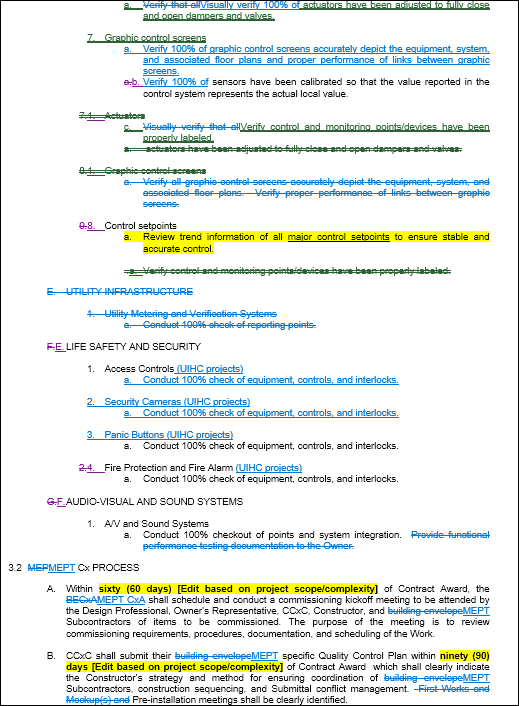 a. Verify that allVisually verify 100% of actuators have been adjusted to fully close
and open dampers and valves.
7. Graphic control screens
a. Verify 100% of graphic control screens accurately depict the equipment, system,
and associated floor plans and proper performance of links between graphic
screens.
a.b. Verify 100% of sensors have been calibrated so that the value reported in the
control system represents the actual local value.
7.1. Actuators
c. Visually verify that allVerify control and monitoring points/devices have been
properly labeled.
a. actuators have been adjusted to fully close and open dampers and valves.
0.1. Graphic control screens
a. Verify all graphic control screens accurately depict the equipment, system, and
associated floor plans. Verify proper performance of links between graphic
screens.
0.8. Control setpoints
a. Review trend information of all major control setpoints to ensure stable and
accurate control.
a. Verify control and monitoring points/devices have been properly labeled.
E. UTILITY INFRASTRUCTURE
1. Utility Metering and Verification Systems
a. Conduct 100% check of reporting points.
F.E. LIFE SAFETY AND SECURITY
1. Access Controls (UIHC projects)
a. Conduct 100% check of equipment, controls, and interlocks.
2. Security Cameras (UIHC projects)
a. Conduct 100% check of equipment, controls, and interlocks.
3. Panic Buttons (UIHC projects)
a. Conduct 100% check of equipment, controls, and interlocks.
2.4. Fire Protection and Fire Alarm (UIHC projects)
a. Conduct 100% check of equipment, controls, and interlocks.
G.F. AUDIO-VISUAL AND SOUND SYSTEMS
1. A/V and Sound Systems
a. Conduct 100% checkout of points and system integration. Provide functional
performance testing documentation to the Owner.
3.2 MEPMEPT Cx PROCESS
A. Within sixty (60 days) [Edit based on project scope/complexity] of Contract Award, the
BECxAMEPT CxA shall schedule and conduct a commissioning kickoff meeting to be attended by
the Design Professional, Owner's Representative, CCxC, Constructor, and building envelopeMEPT
Subcontractors of items to be commissioned. The purpose of the meeting is to review
commissioning requirements, procedures, documentation, and scheduling of the Work.
B. CCxC shall submit their building envelopeMEPT specific Quality Control Plan within ninety (90)
days [Edit based on project scope/complexity] of Contract Award which shall clearly indicate
the Constructor's strategy and method for ensuring coordination of building envelopeMEPT
Subcontractors, construction sequencing, and Submittal conflict management. First Works and
Mockup(s) and Pre-installation meetings shall be clearly identified.